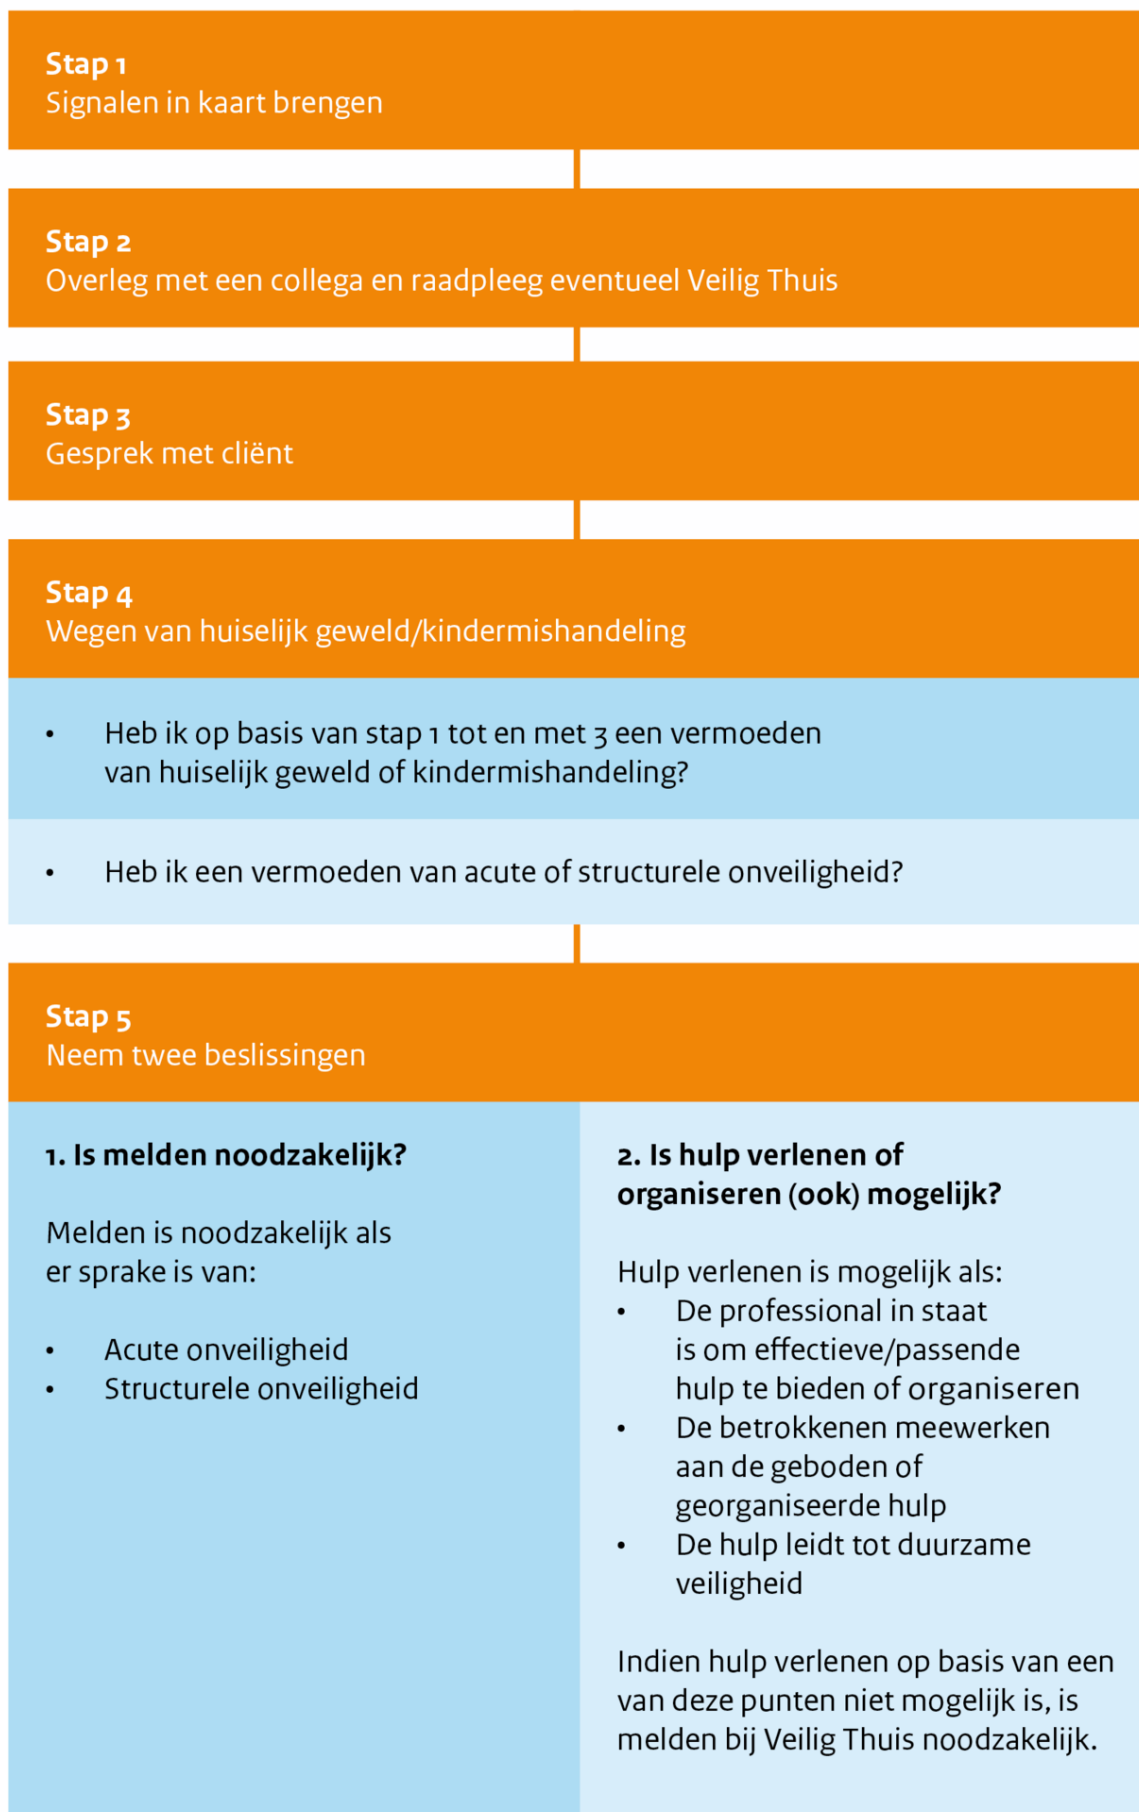 Stap 1
Signalen in kaart brengen
Stap 2
Overleg met een collega en raadpleeg eventueel Veilig Thuis
Stap 3
Gesprek met cliënt
Stap 4
Wegen van huiselijk geweld/kindermishandeling
• Heb ik op basis van stap 1 tot en met 3 een vermoeden
van huiselijk geweld of kindermishandeling?
• Heb ik een vermoeden van acute of structurele onveiligheid?
Stap 5
Neem twee beslissingen
1. Is melden noodzakelijk?
Melden is noodzakelijk als
er sprake is van:
• Acute onveiligheid
• Structurele onveiligheid
2. Is hulp verlenen of
organiseren (ook) mogelijk?
Hulp verlenen is mogelijk als:
• De professional in staat
is om effectieve/passende
hulp te bieden of organiseren
• De betrokkenen meewerken
aan de geboden of
georganiseerde hulp
• De hulp leidt tot duurzame
veiligheid
Indien hulp verlenen op basis van een
van deze punten niet mogelijk is, is
melden bij Veilig Thuis noodzakelijk.